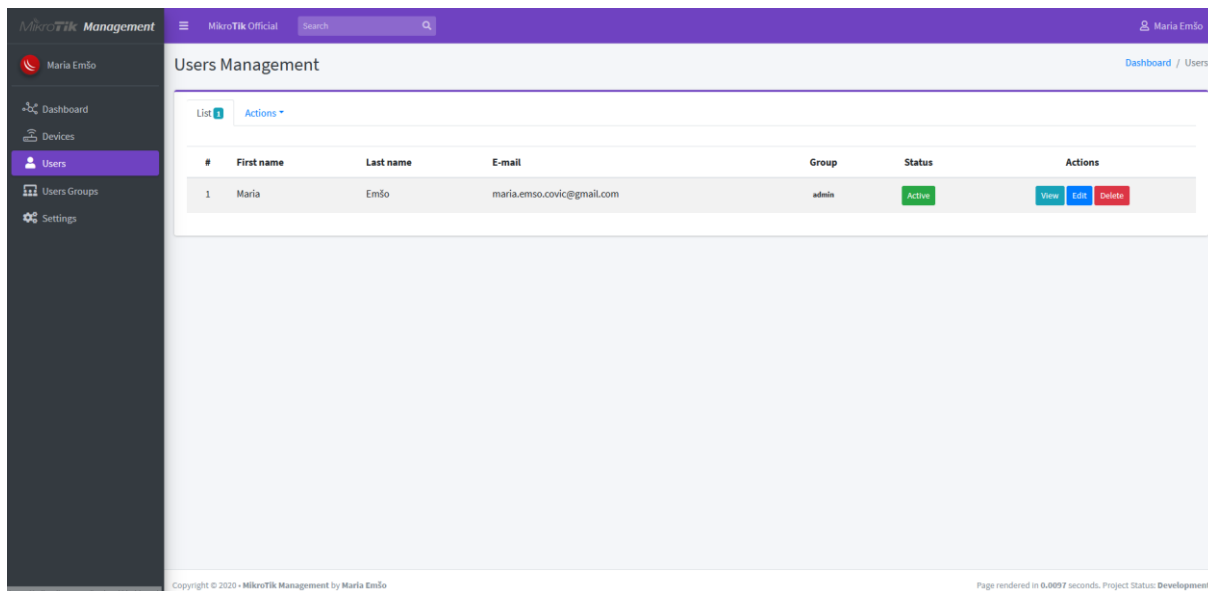 MikroTik Management
MikroTik Official
Search
Maria Emšo
Maria Emšo
Users Management
Dashboard / Users
Dashboard
Devices
Users
Users Groups
Settings
List 1 Actions
# First name Last name E-mail Group Status Actions
1 Maria Emšo maria.emso.covic@gmail.com admin Active View Edit Delete
Copyright © 2020 - MikroTik Management by Maria Emšo
Page rendered in 0.0097 seconds. Project Status: Development